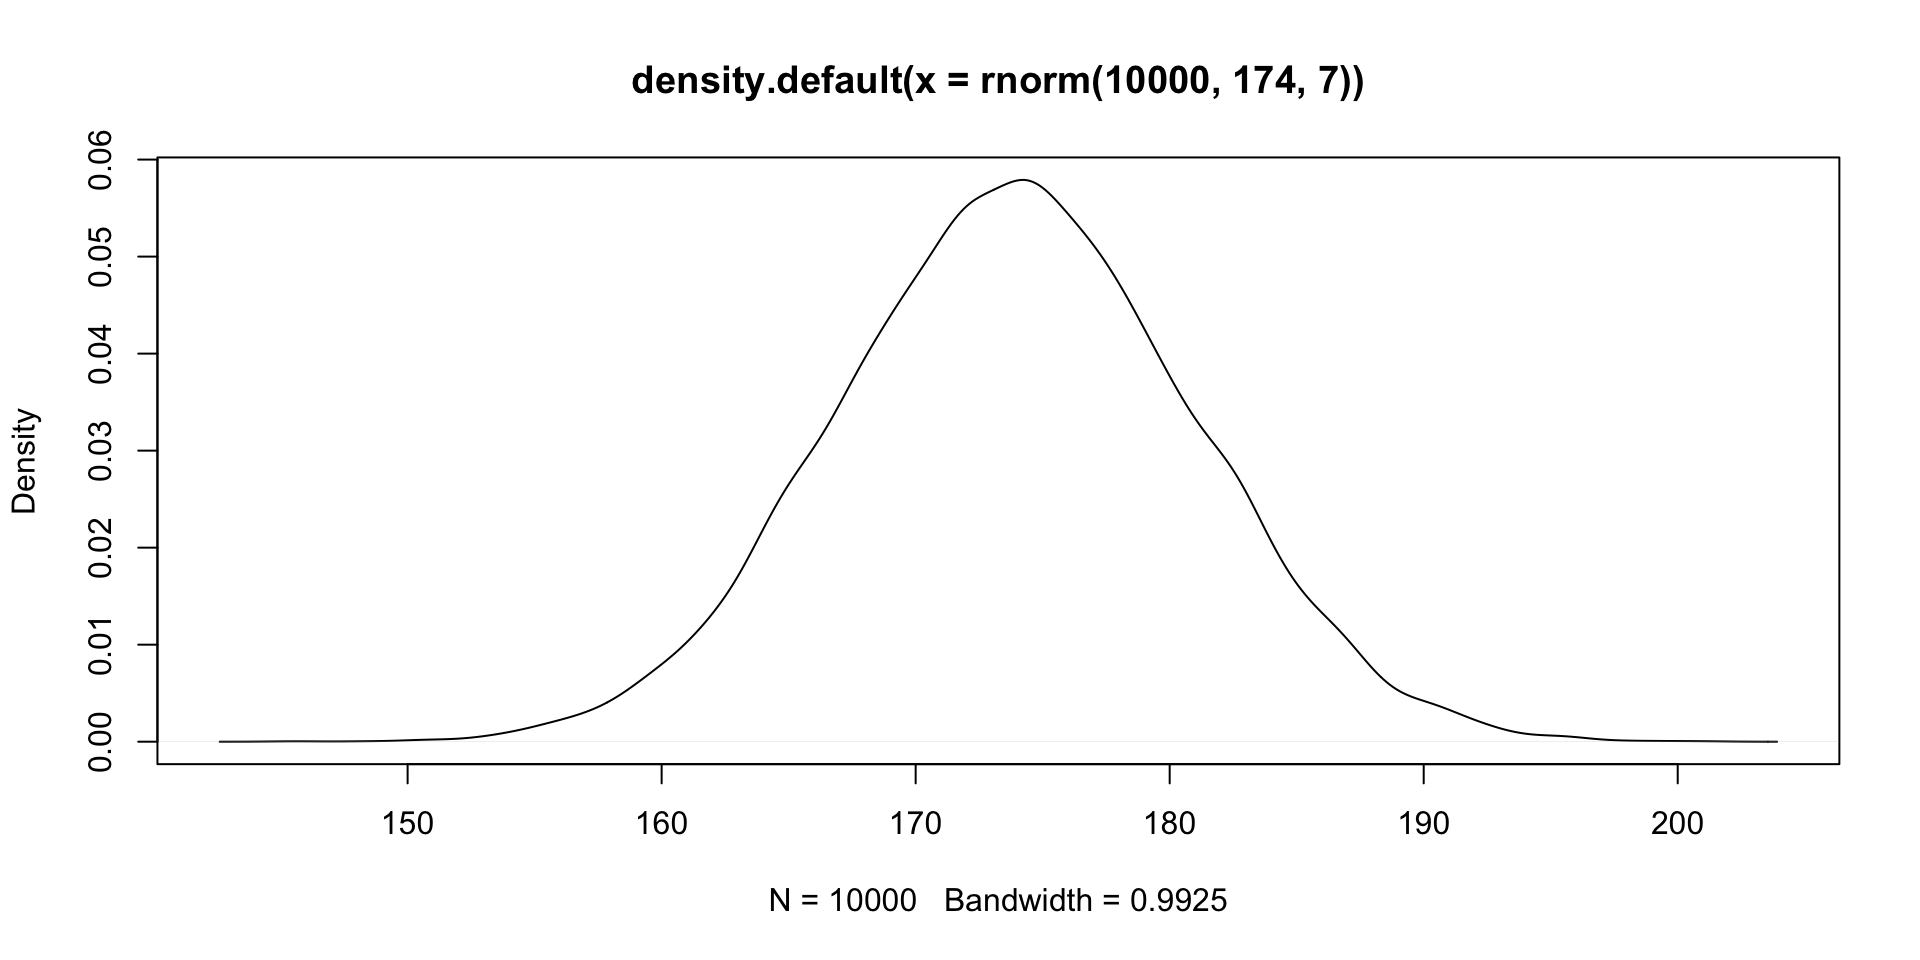 density.default(x = rnorm(10000, 174, 7))
0.06
0.05
0.04
0.03
0.02
0.01
0.00
Density
150 160 170 180 190 200
N = 10000   Bandwidth = 0.9925